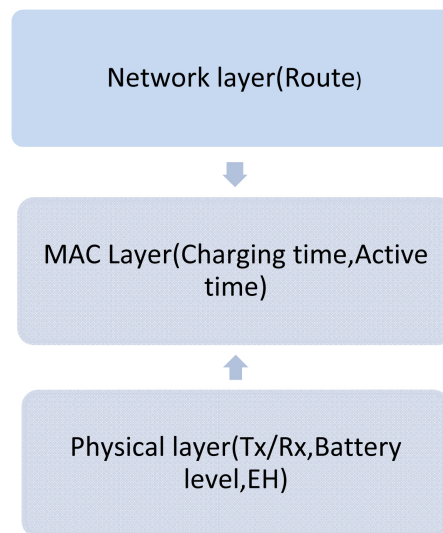 Network layer(Route)
MAC Layer(Charging time,Active
time)
Physical layer(Tx/Rx,Battery
level,EH)